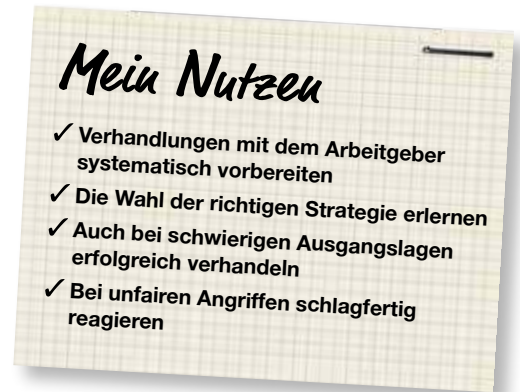 Mein Nutzen
✓ Verhandlungen mit dem Arbeitgeber
systematisch vorbereiten
✓ Die Wahl der richtigen Strategie erlernen
✓ Auch bei schwierigen Ausgangslagen
erfolgreich verhandeln
✓ Bei unfairen Angriffen schlagfertig
reagieren